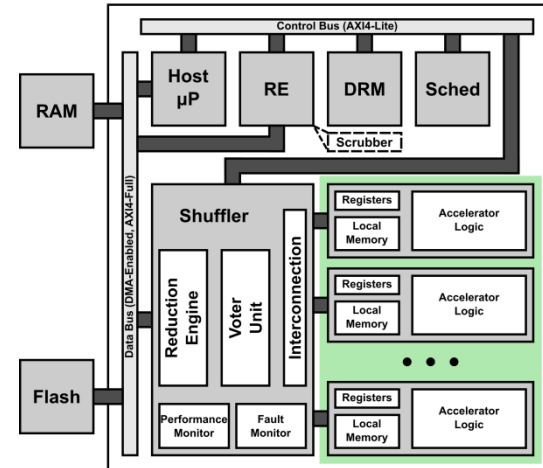 Control Bus (AXI4-Lite)
RAM
Host
µP
RE
DRM
Sched
Scrubber
Data Bus (DMA-Enabled, AXI4-Full)
Flash
Shuffler
Reduction
Engine
Voter
Unit
Interconnection
Performance
Monitor
Fault
Monitor
Registers
Local
Memory
Accelerator
Logic
Registers
Local
Memory
Accelerator
Logic
• • •
Registers
Local
Memory
Accelerator
Logic